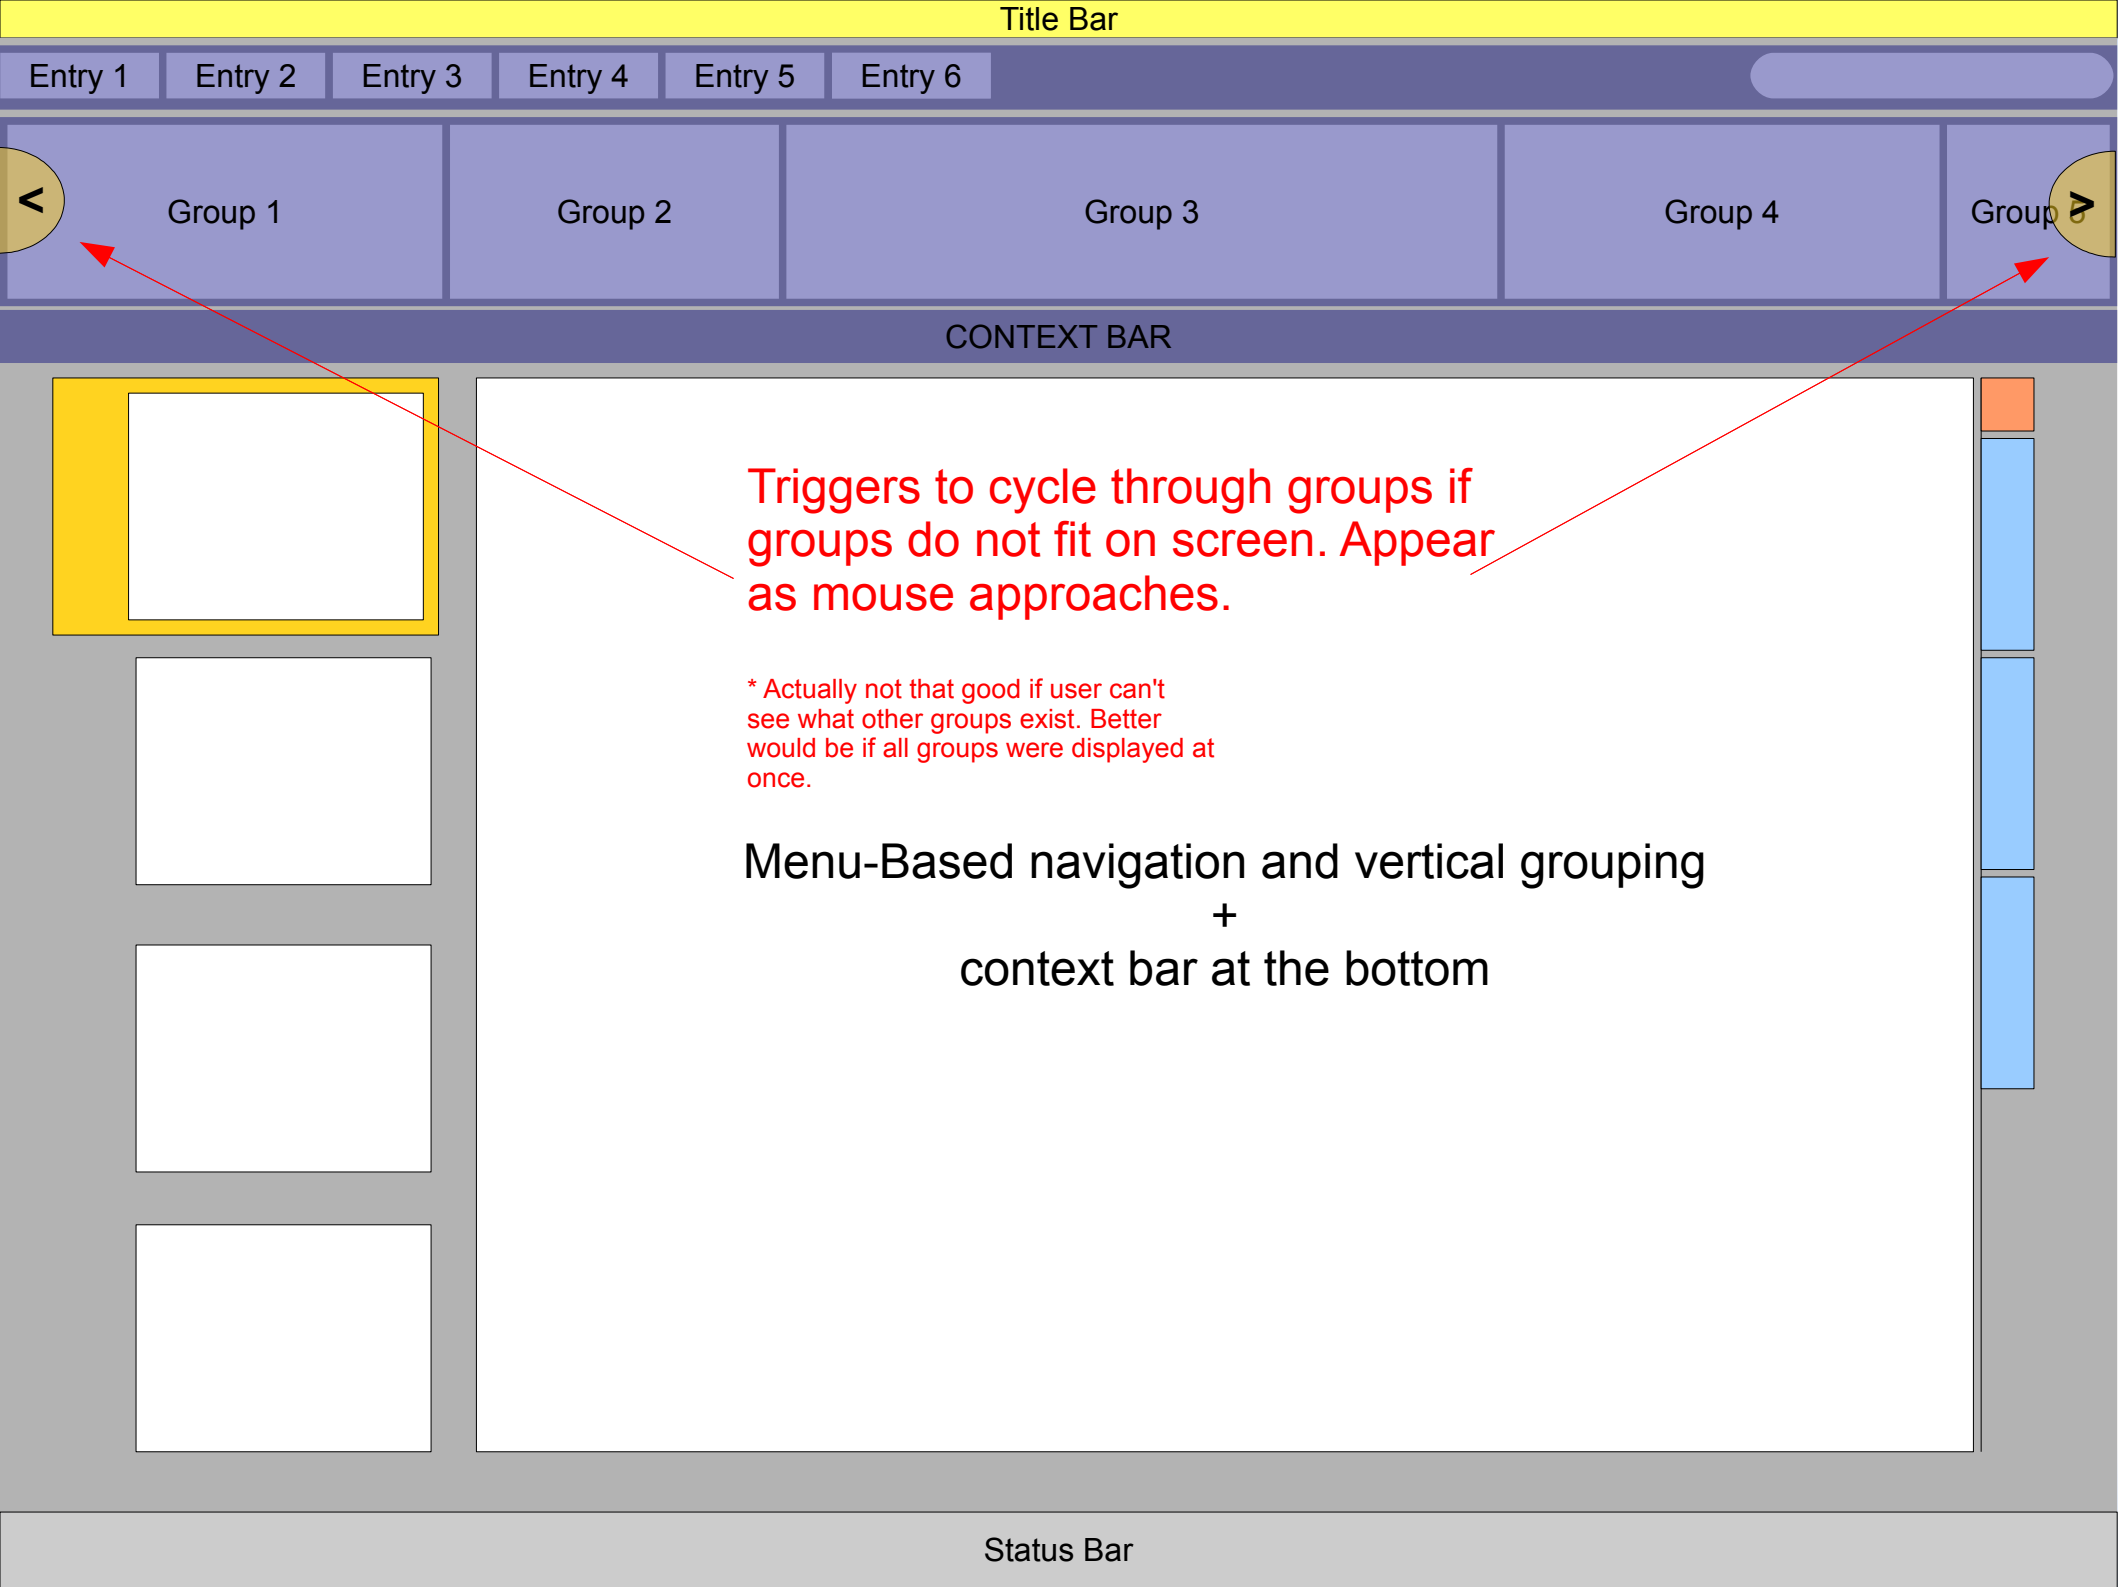 Title Bar
Entry 1 Entry 2 Entry 3 Entry 4 Entry 5 Entry 6
< Group 1 Group 2 Group 3 Group 4 Group 5 >
CONTEXT BAR
Triggers to cycle through groups if
groups do not fit on screen. Appear
as mouse approaches.
* Actually not that good if user can't
see what other groups exist. Better
would be if all groups were displayed at
once.
Menu-Based navigation and vertical grouping
+
context bar at the bottom
Status Bar